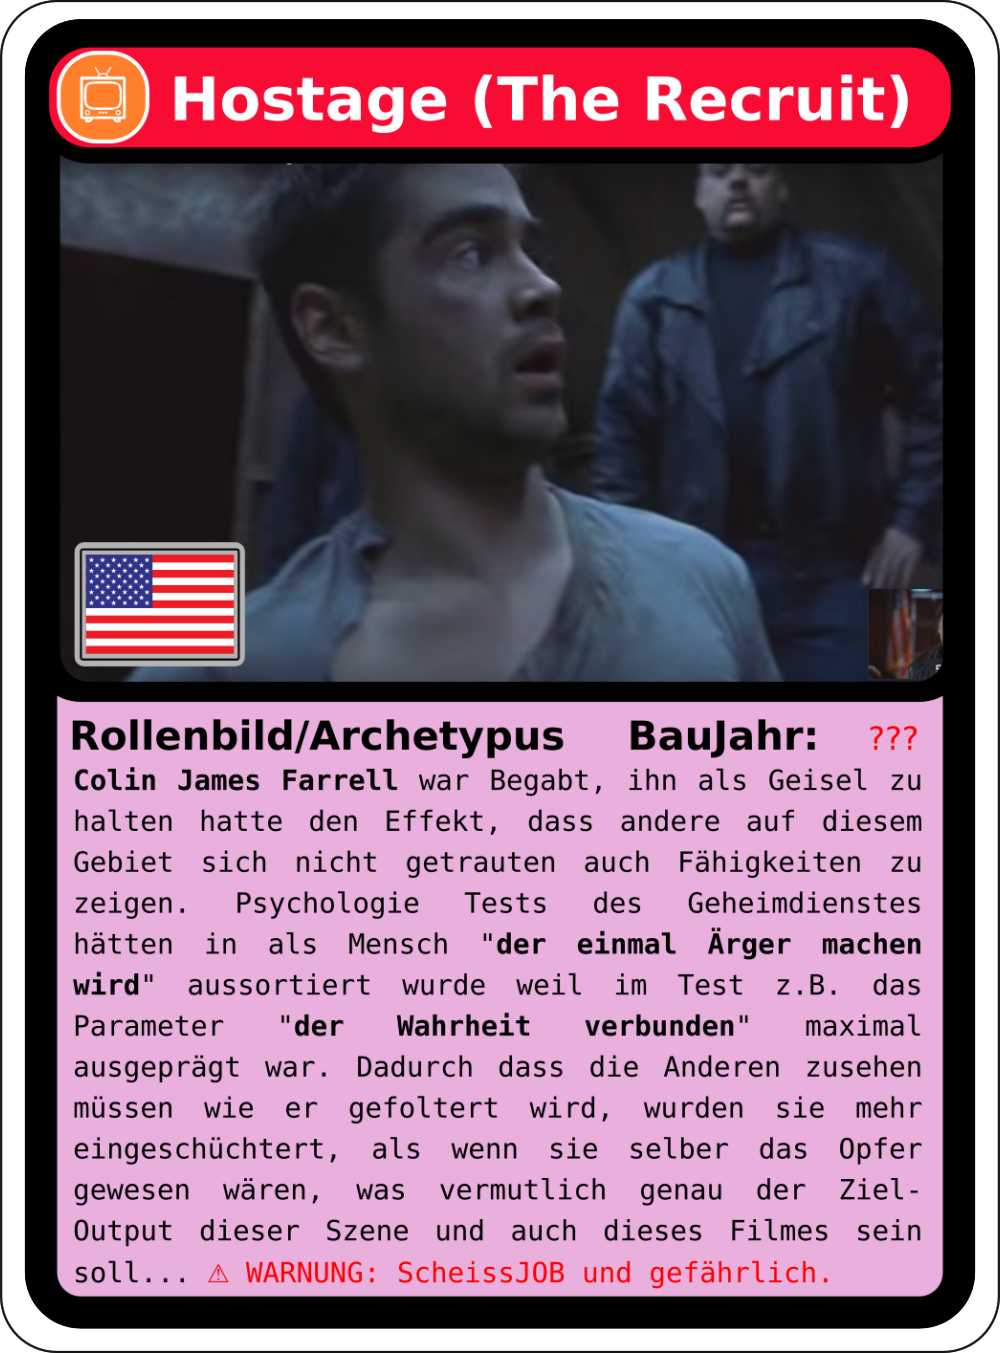 Hostage (The Recruit)
Rollenbild/Archetypus BauJahr: ???
Colin James Farrell war Begabt, ihn als Geisel zu
halten hatte den Effekt, dass andere auf diesem
Gebiet sich nicht getrauten auch Fähigkeiten zu
zeigen. Psychologie Tests des Geheimdienstes
hätten in als Mensch "der einmal Ärger machen
wird" aussortiert wurde weil im Test z.B. das
Parameter "der Wahrheit verbunden" maximal
ausgeprägt war. Dadurch dass die Anderen zusehen
müssen wie er gefoltert wird, wurden sie mehr
eingeschüchtert, als wenn sie selber das Opfer
gewesen wären, was vermutlich genau der Ziel-
Output dieser Szene und auch dieses Filmes sein
soll... ⚠ WARNUNG: ScheissJOB und gefährlich.